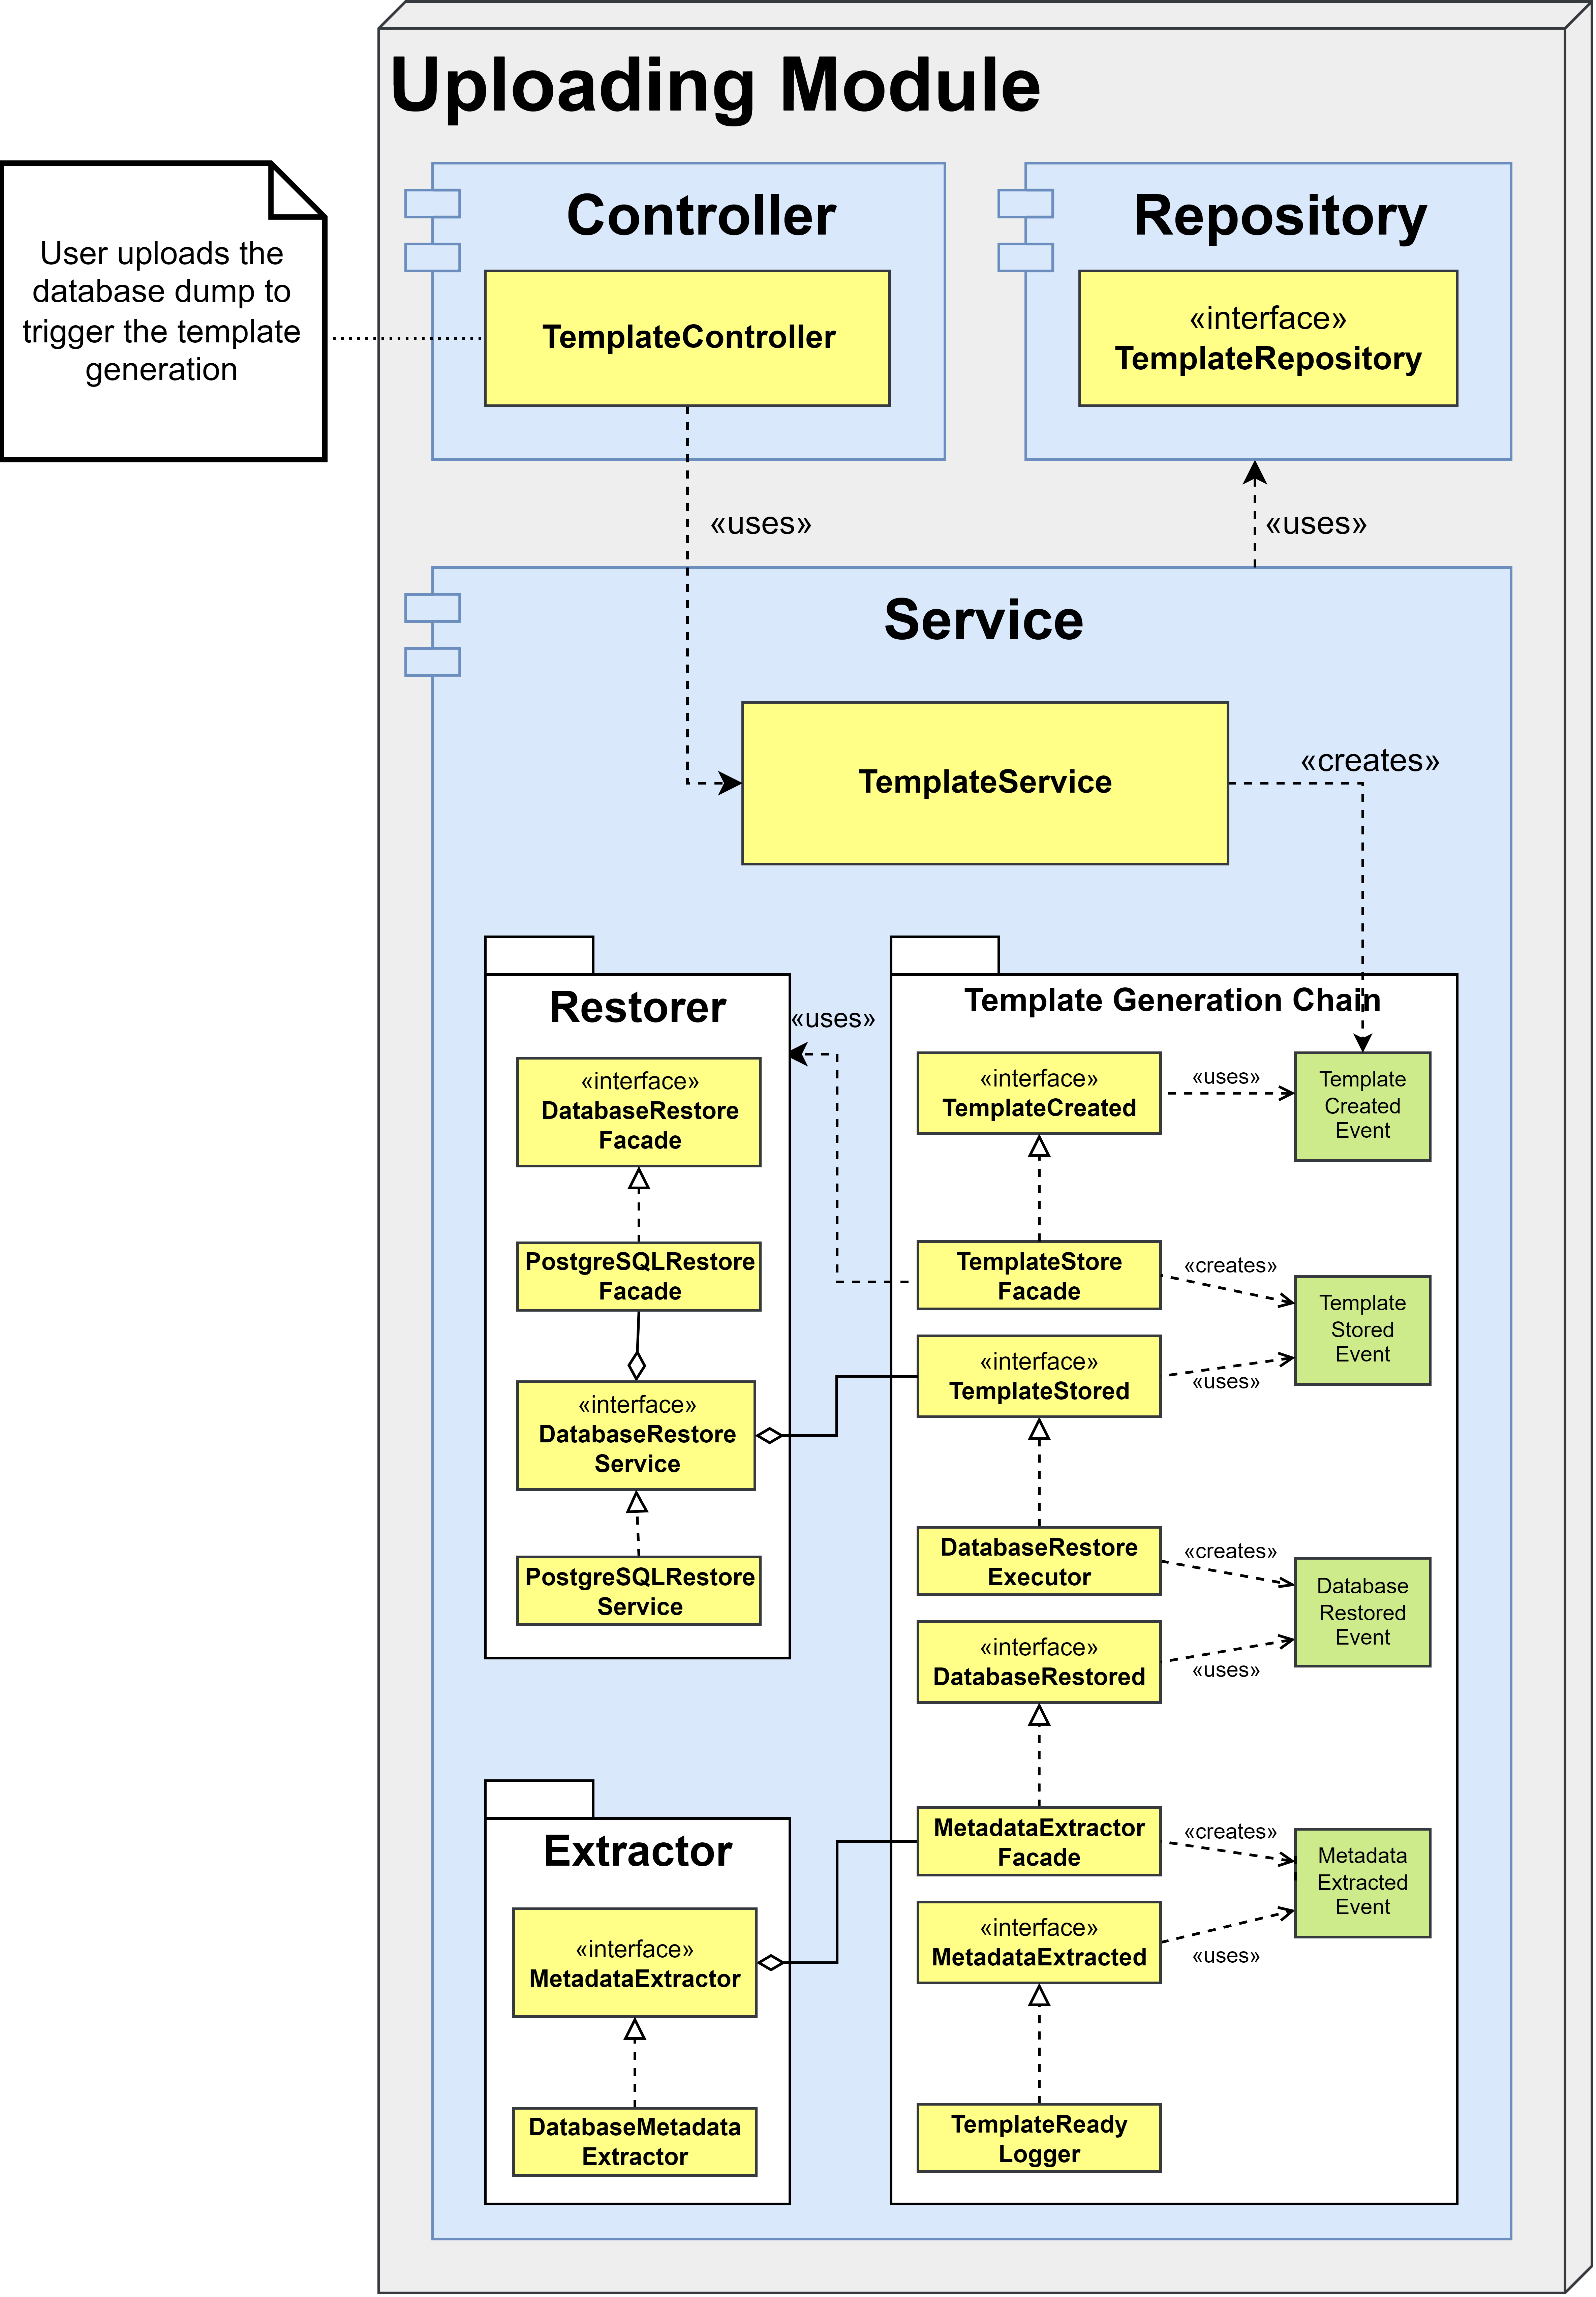 Uploading Module
User uploads the
database dump to
trigger the template
generation
Controller
TemplateController
Repository
«interface»
TemplateRepository
«uses»
«uses»
Service
TemplateService
«creates»
Restorer
«interface»
DatabaseRestore
Facade
PostgreSQLRestore
Facade
«interface»
DatabaseRestore
Service
PostgreSQLRestore
Service
«uses»
Template Generation Chain
«interface»
TemplateCreated
«uses»
Template
Created
Event
TemplateStore
Facade
«creates»
Template
Stored
Event
«interface»
TemplateStored
«uses»
DatabaseRestore
Executor
«creates»
Database
Restored
Event
«interface»
DatabaseRestored
«uses»
Extractor
«interface»
MetadataExtractor
DatabaseMetadata
Extractor
MetadataExtractor
Facade
«creates»
Metadata
Extracted
Event
«interface»
MetadataExtracted
«uses»
TemplateReady
Logger